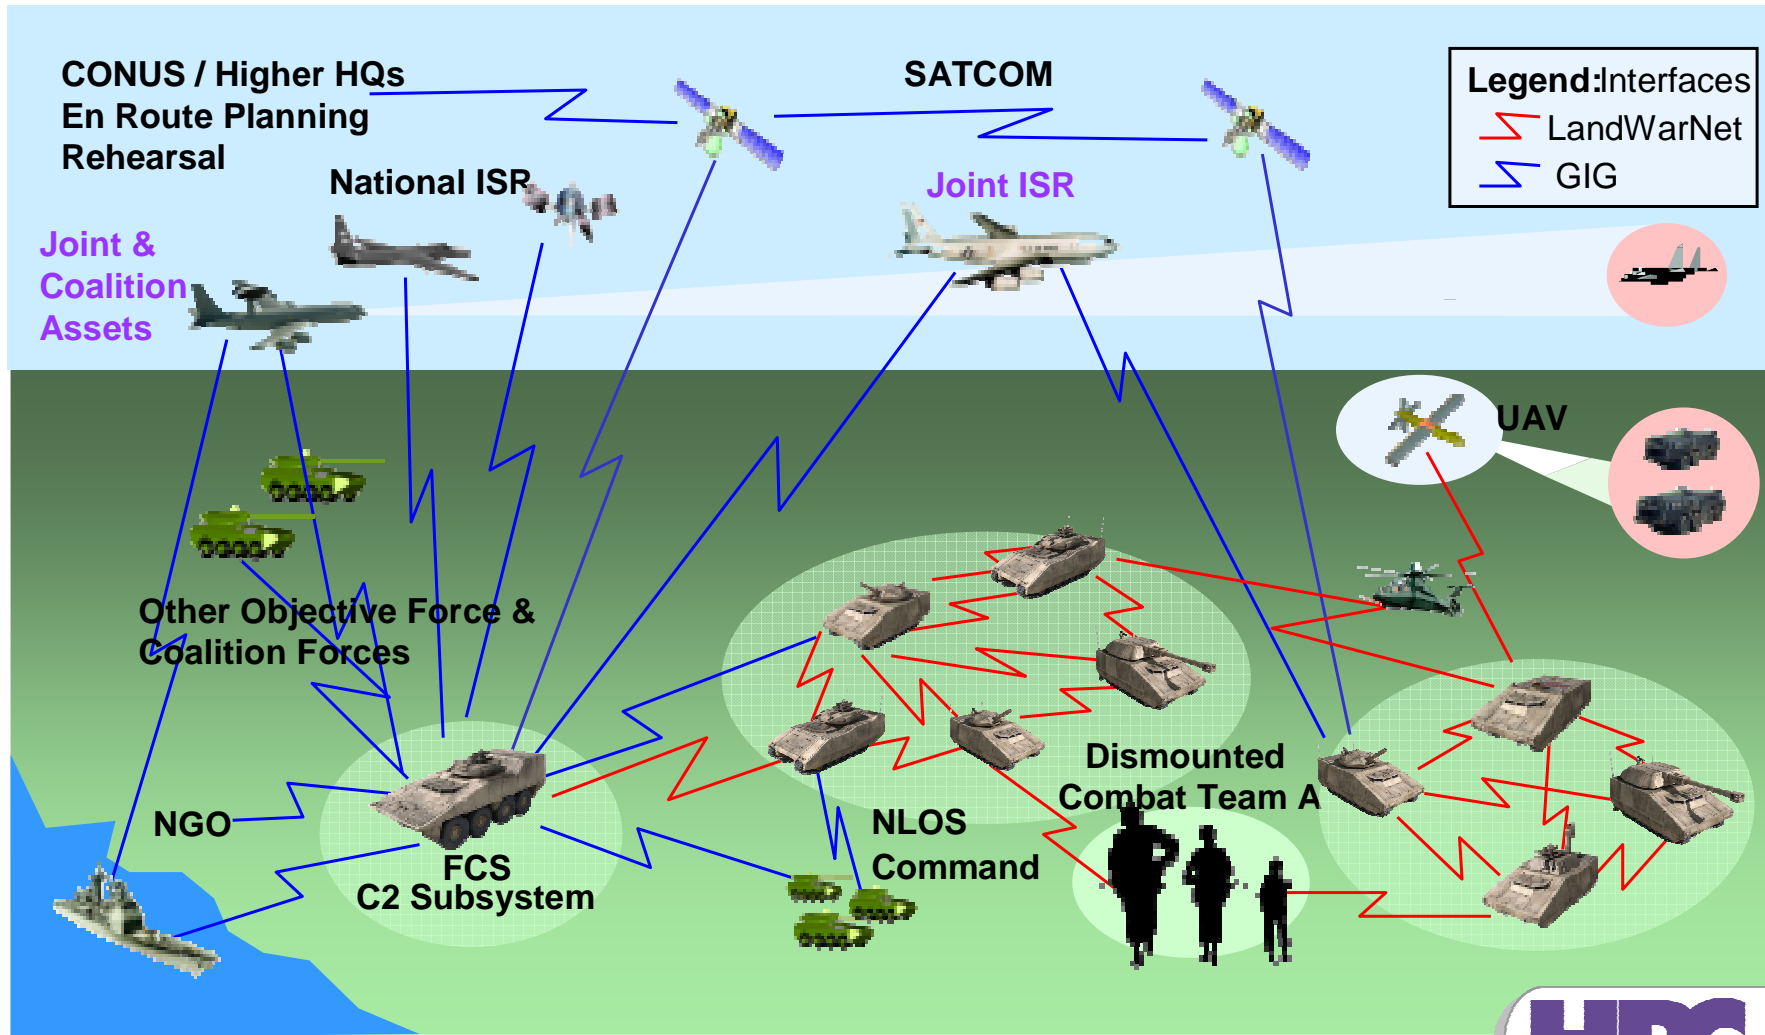 CONUS / Higher HQs
En Route Planning
Rehearsal
SATCOM
Legend:Interfaces
LandWarNet
GIG
National ISR
Joint ISR
Joint &
Coalition
Assets
UAV
Other Objective Force &
Coalition Forces
NGO
FCS
C2 Subsystem
NLOS
Command
Dismounted
Combat Team A